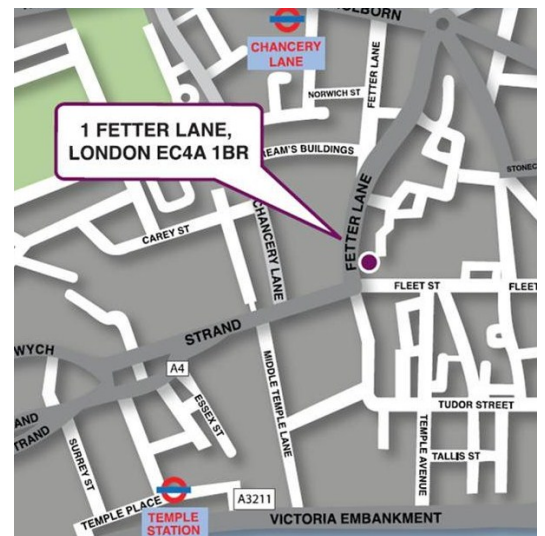 OLBORN
CHANCERY
LANE
FETTER LANE
NORWICH ST
1 FETTER LANE,
LONDON EC4A 1BR
EAM'S BUILDINGS
STONEC
FETTER LANE
CHANCERY LANE
CAREY ST
FLEET ST
FLEET
STRAND
WYCH
A4
MIDDLE TEMPLE LANE
ESSEX ST
TUDOR STREET
AND
TRAND
SURREY ST
TEMPLE AVENUE
TALLIS ST
A3211
TEMPLE PLACE
TEMPLE
STATION
VICTORIA EMBANKMENT